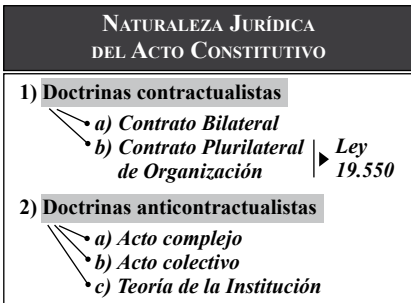 Naturaleza Jurídica
del Acto Constitutivo
1) Doctrinas contractualistas
a) Contrato Bilateral
b) Contrato Plurilateral Ley
de Organización 19.550
2) Doctrinas anticontractualistas
a) Acto complejo
b) Acto colectivo
c) Teoría de la Institución